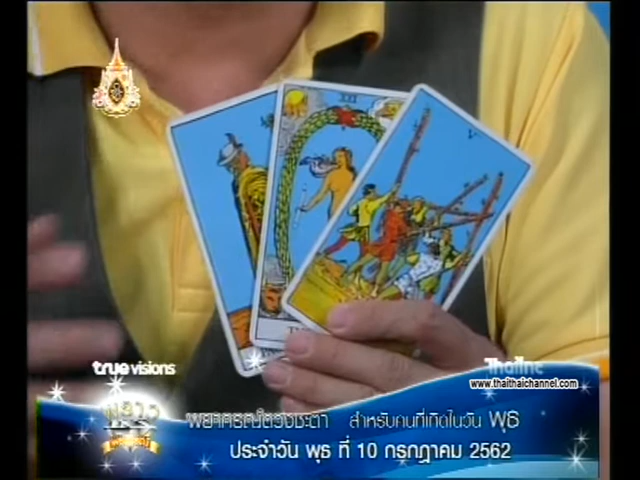 XXI
V
true visions
www.thaithaichannel.com
พยากรณ์ดวงชะตา สำหรับคนที่เกิดในวัน พุธ
ประจำวัน พุธ ที่ 10 กรกฎาคม 2562